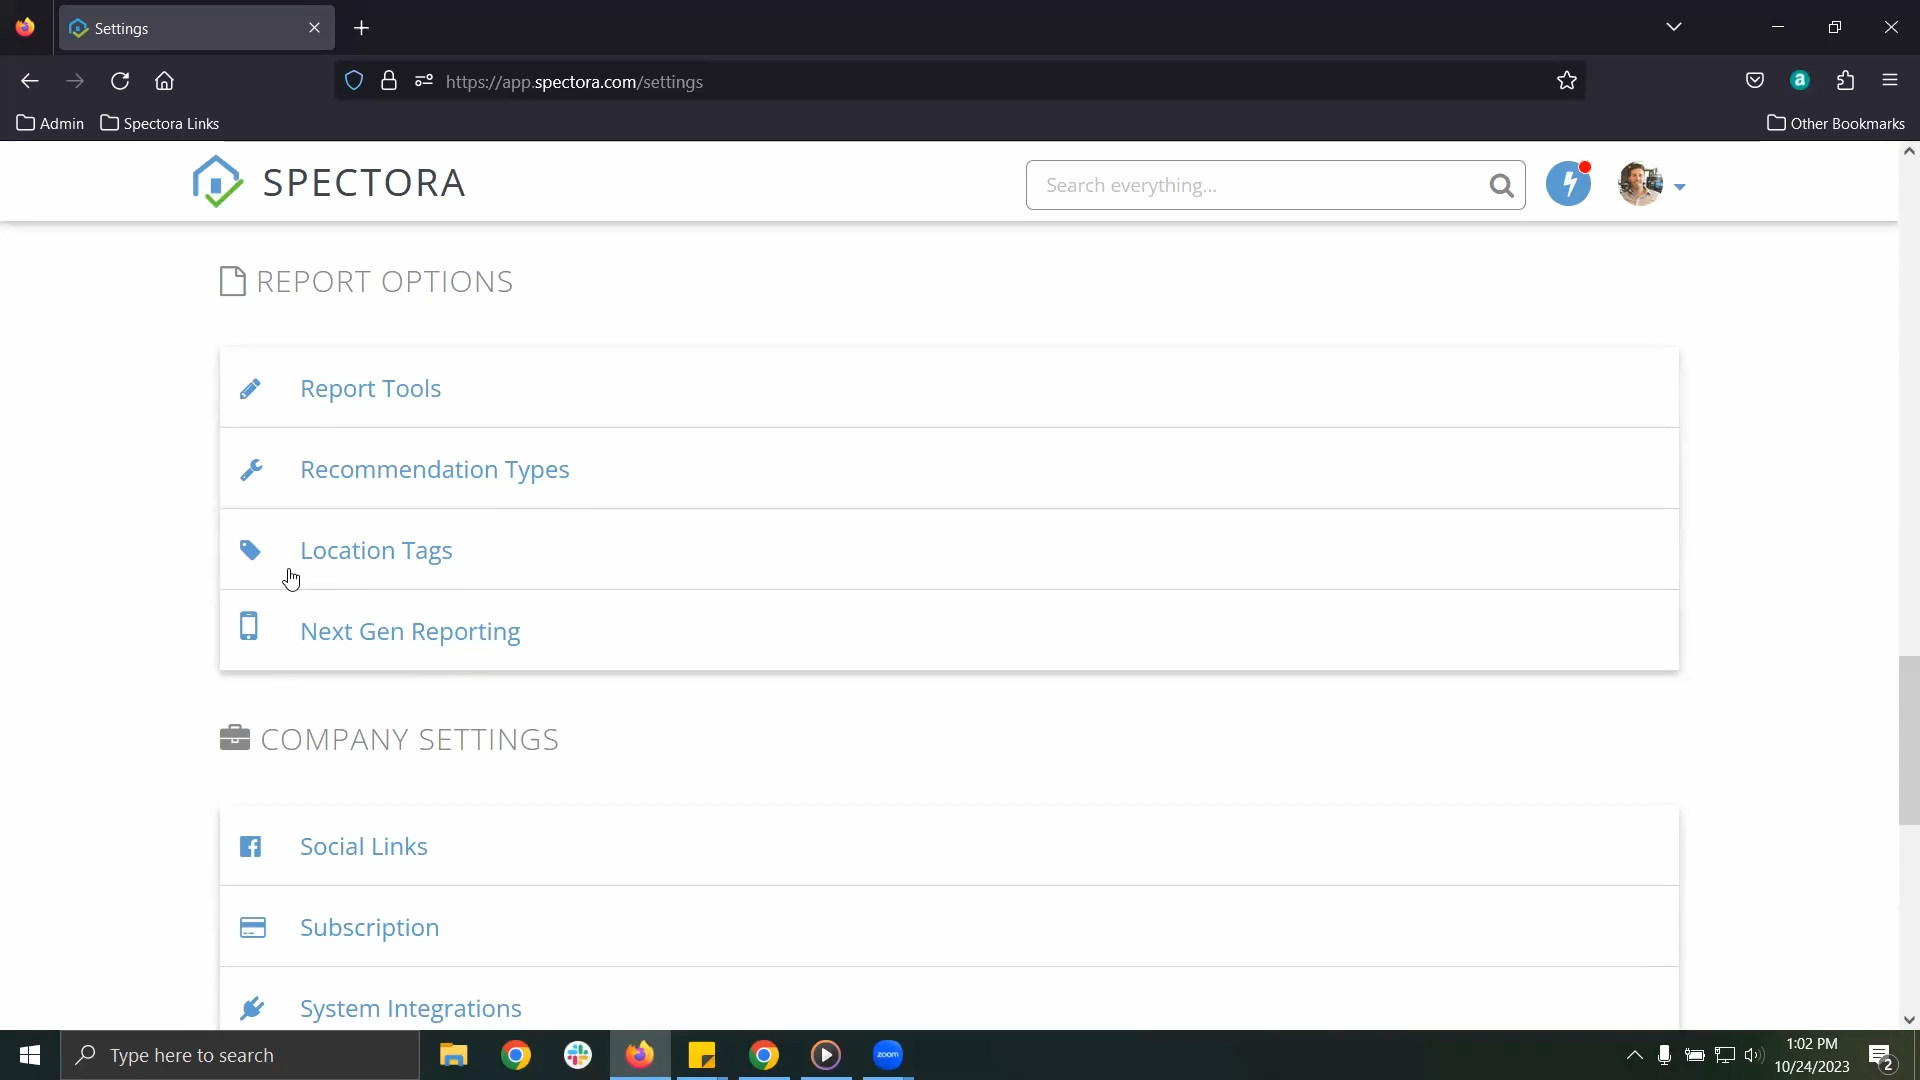 Settings
https://app.spectora.com/settings
Admin
Spectora Links
Other Bookmarks
SPECTORA
Search everything...
REPORT OPTIONS
Report Tools
Recommendation Types
Location Tags
Next Gen Reporting
COMPANY SETTINGS
Social Links
Subscription
System Integrations
Type here to search
zoom
1:02 PM
10/24/2023
2
a